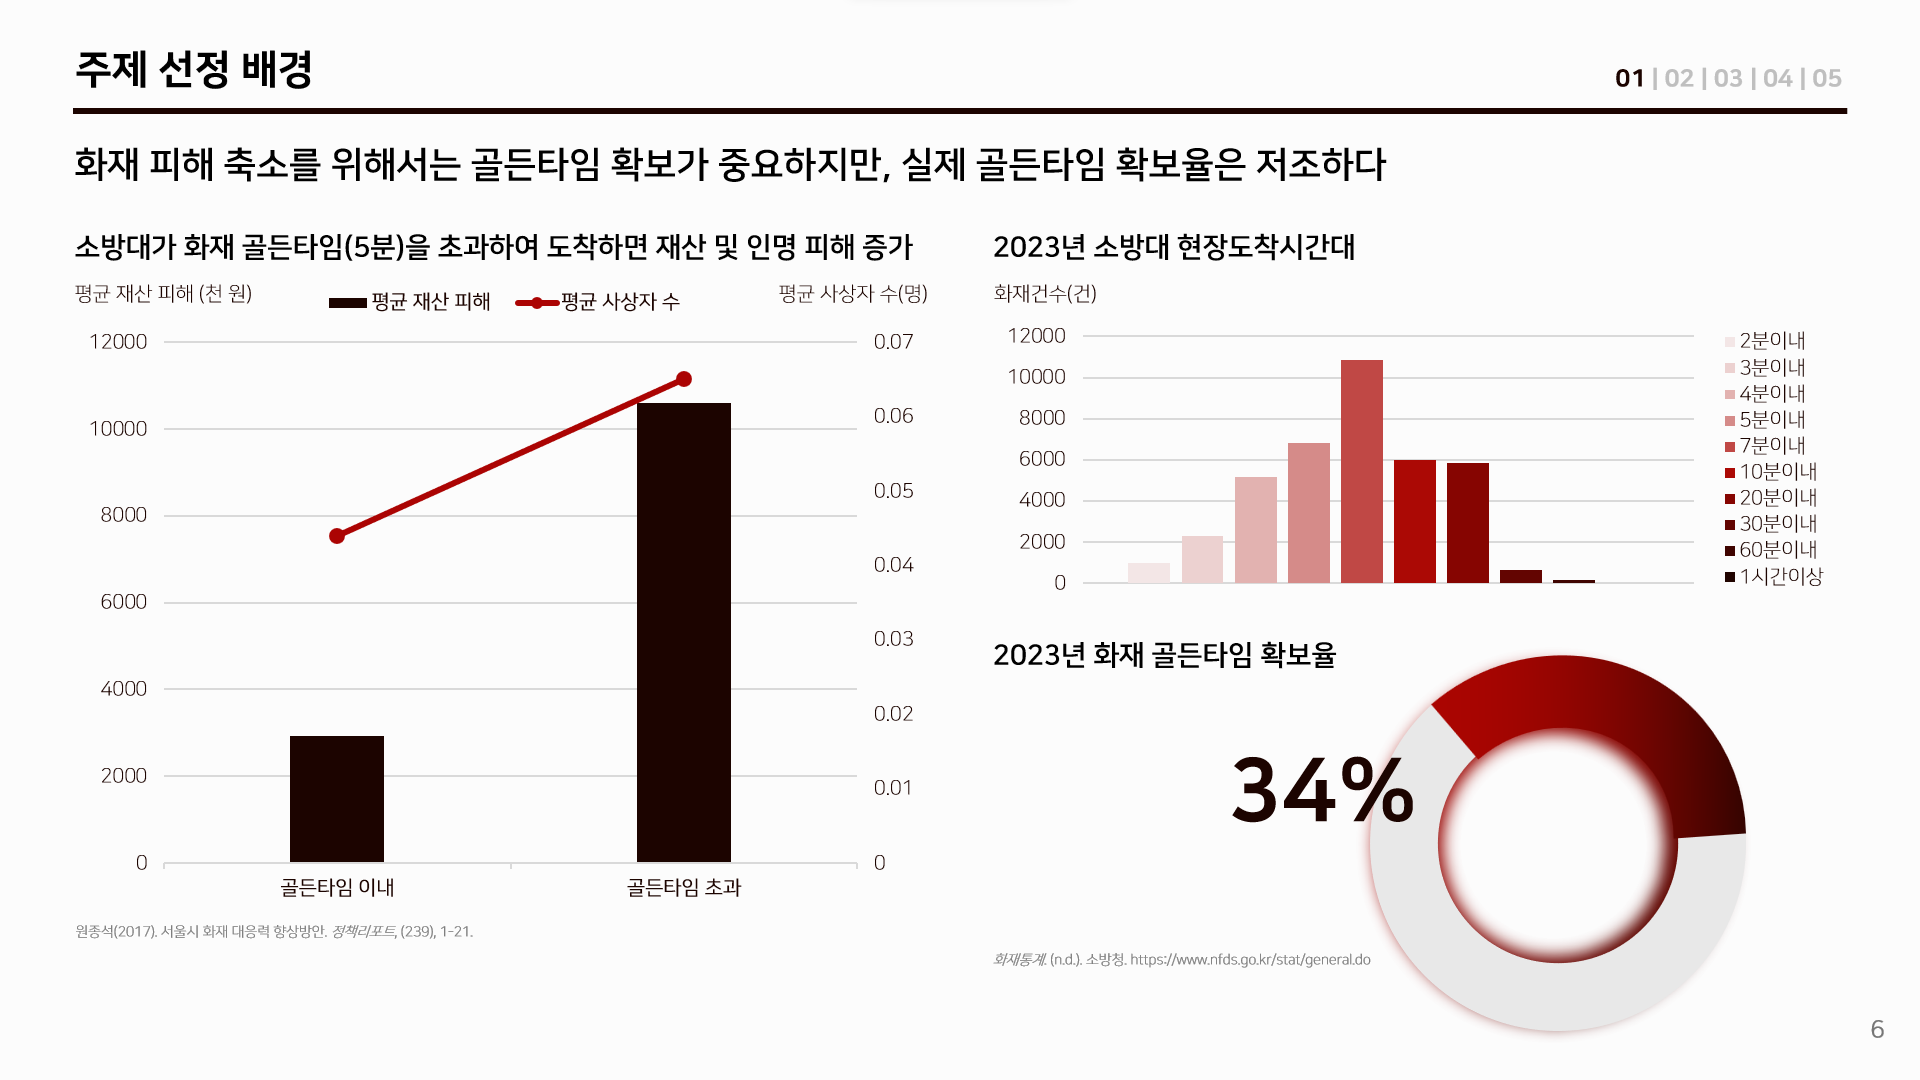 주제 선정 배경
01 | 02 | 03 | 04 | 05
화재 피해 축소를 위해서는 골든타임 확보가 중요하지만, 실제 골든타임 확보율은 저조하다
소방대가 화재 골든타임(5분)을 초과하여 도착하면 재산 및 인명 피해 증가
평균 재산 피해 (천 원)
평균 재산 피해
평균 사상자 수
평균 사상자 수(명)
12000
10000
8000
6000
4000
2000
0
0.07
0.06
0.05
0.04
0.03
0.02
0.01
0
골든타임 이내
골든타임 초과
원종석(2017). 서울시 화재 대응력 향상방안. 정책리포트, (239), 1-21.
2023년 소방대 현장도착시간대
화재건수(건)
12000
10000
8000
6000
4000
2000
0
2분이내
3분이내
4분이내
5분이내
7분이내
10분이내
20분이내
30분이내
60분이내
1시간이상
2023년 화재 골든타임 확보율
34%
화재통계. (n.d.). 소방청. https://www.nfds.go.kr/stat/general.do
6